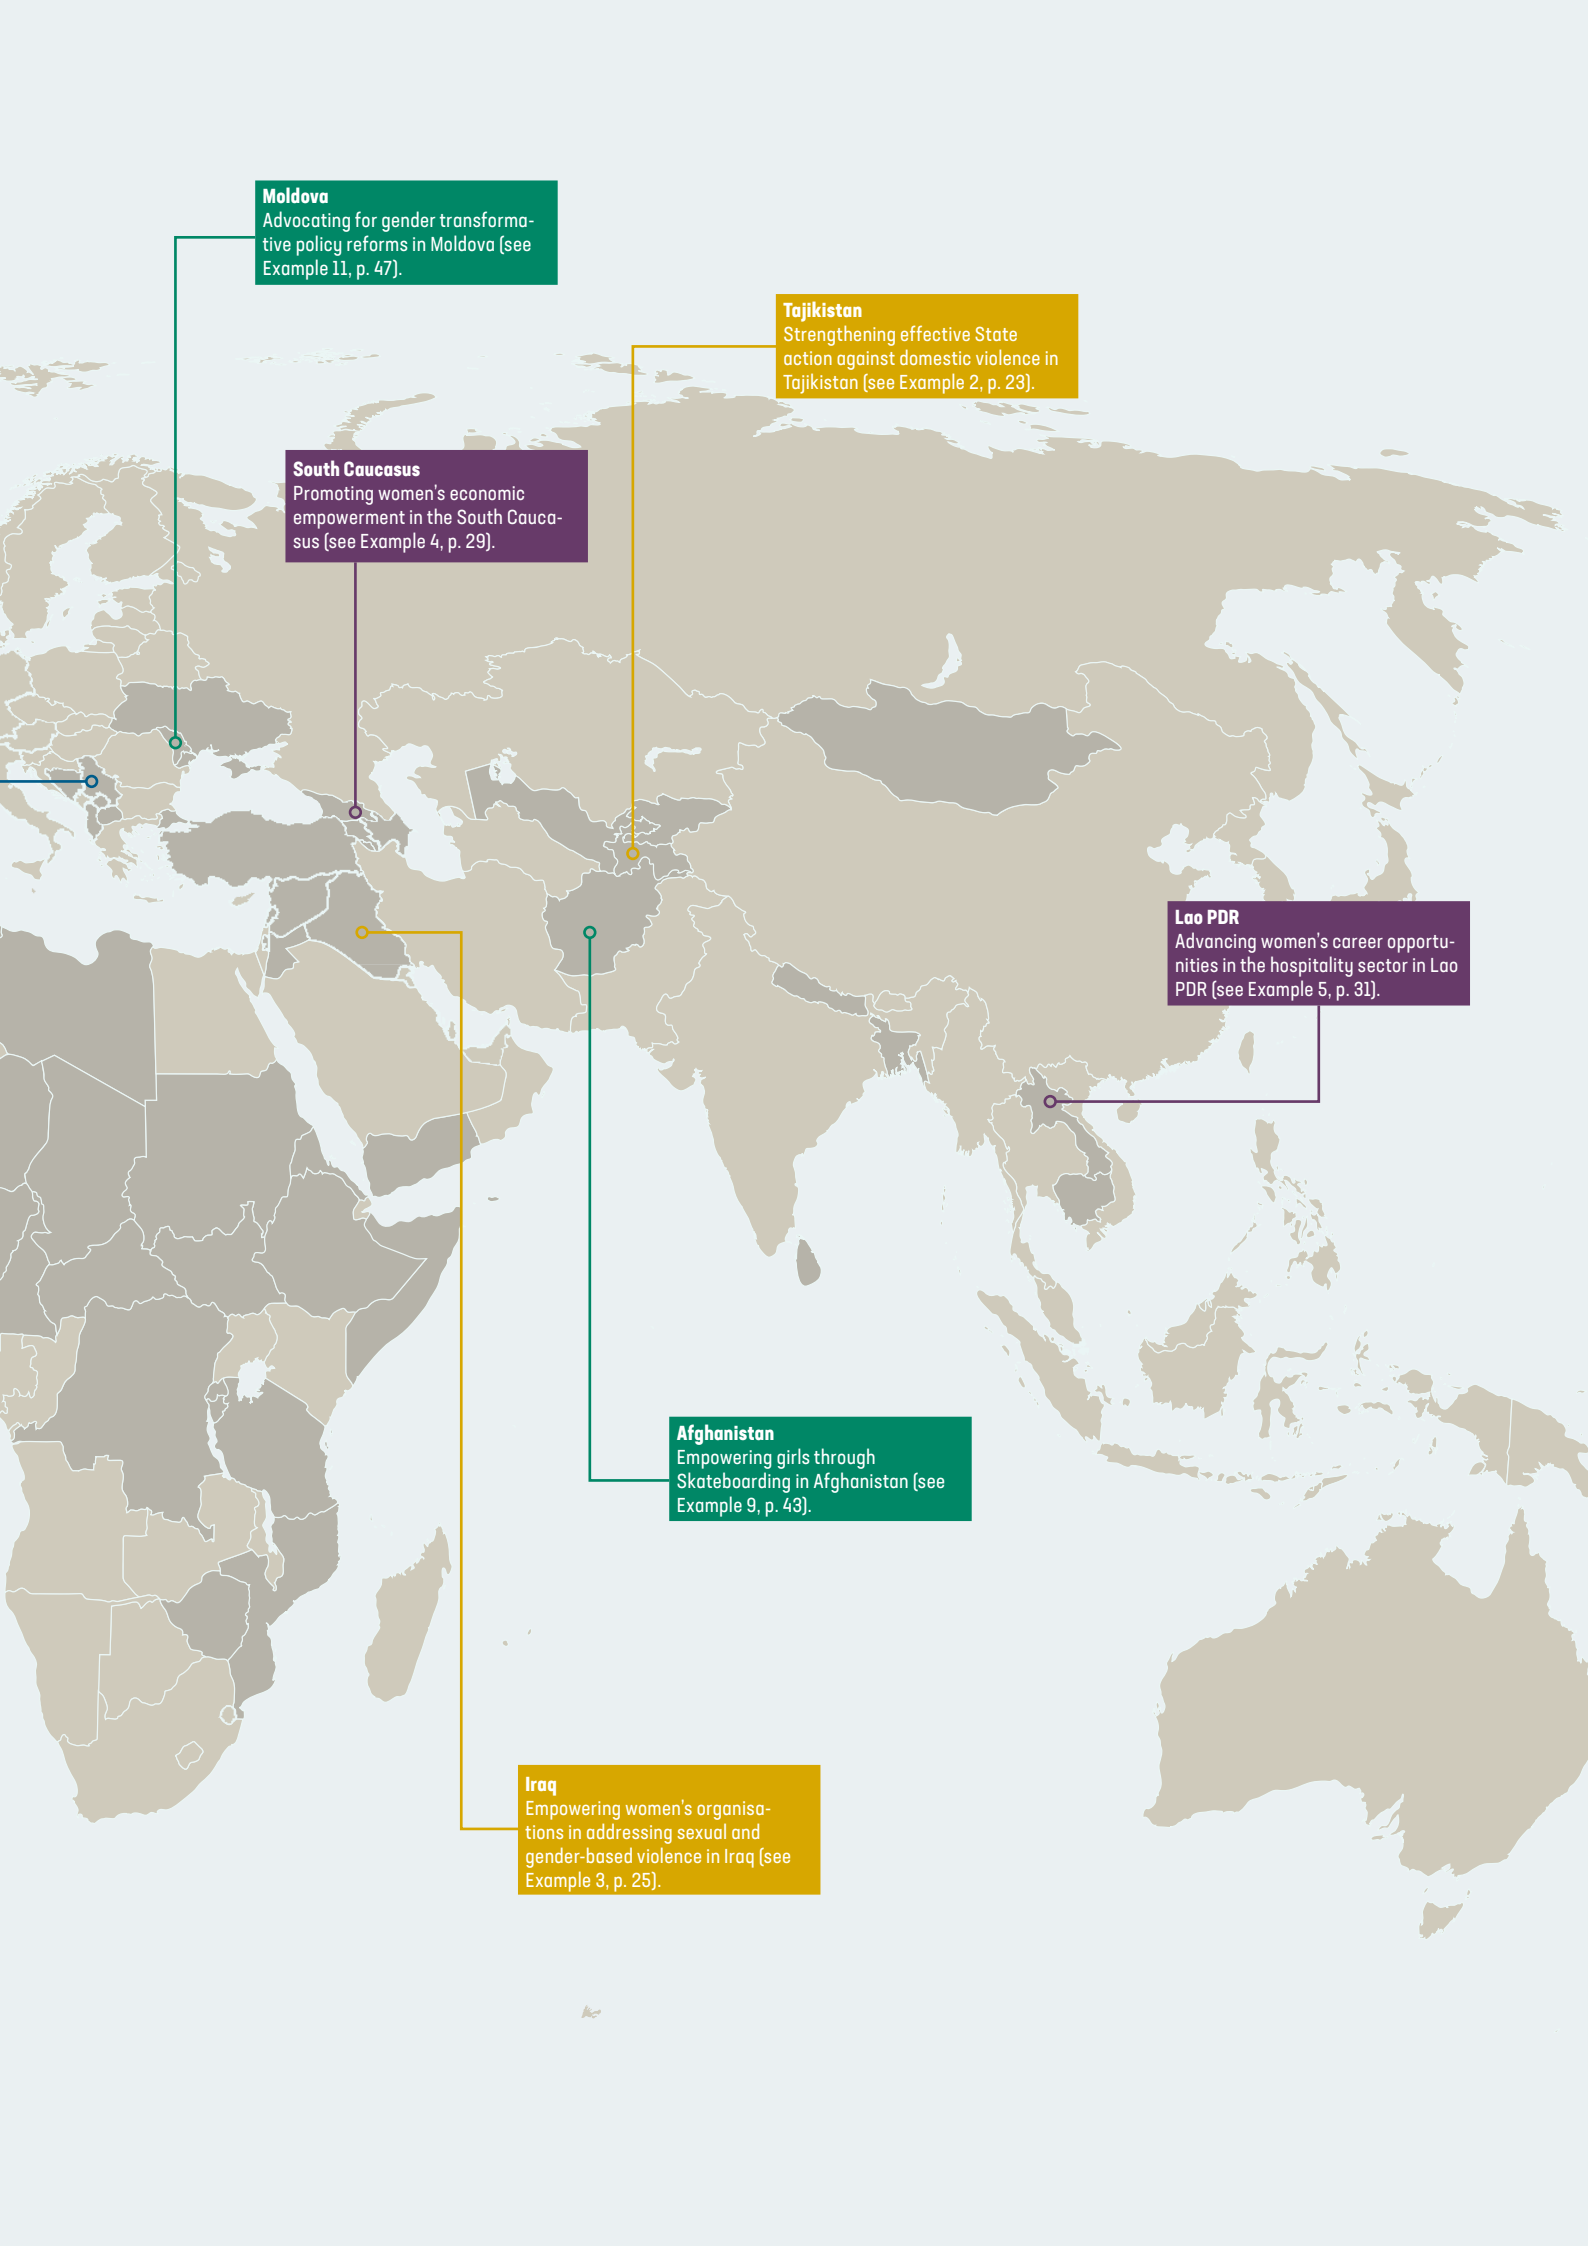 Moldova
Advocating for gender transforma-
tive policy reforms in Moldova (see
Example 11, p. 47).
Tajikistan
Strengthening effective State
action against domestic violence in
Tajikistan (see Example 2, p. 23).
South Caucasus
Promoting women's economic
empowerment in the South Cauca-
sus (see Example 4, p. 29).
Lao PDR
Advancing women's career opportu-
nities in the hospitality sector in Lao
PDR (see Example 5, p. 31).
Afghanistan
Empowering girls through
Skateboarding in Afghanistan (see
Example 9, p. 43).
Iraq
Empowering women's organisa-
tions in addressing sexual and
gender-based violence in Iraq (see
Example 3, p. 25).